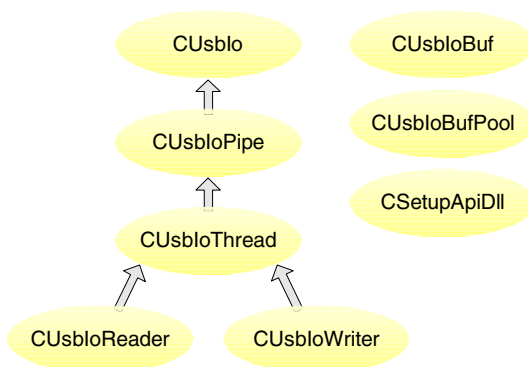 CUsbIo
CUsbIoBuf
CUsbIoPipe
CUsbIoBufPool
CSetupApiDll
CUsbIoThread
CUsbIoReader
CUsbIoWriter